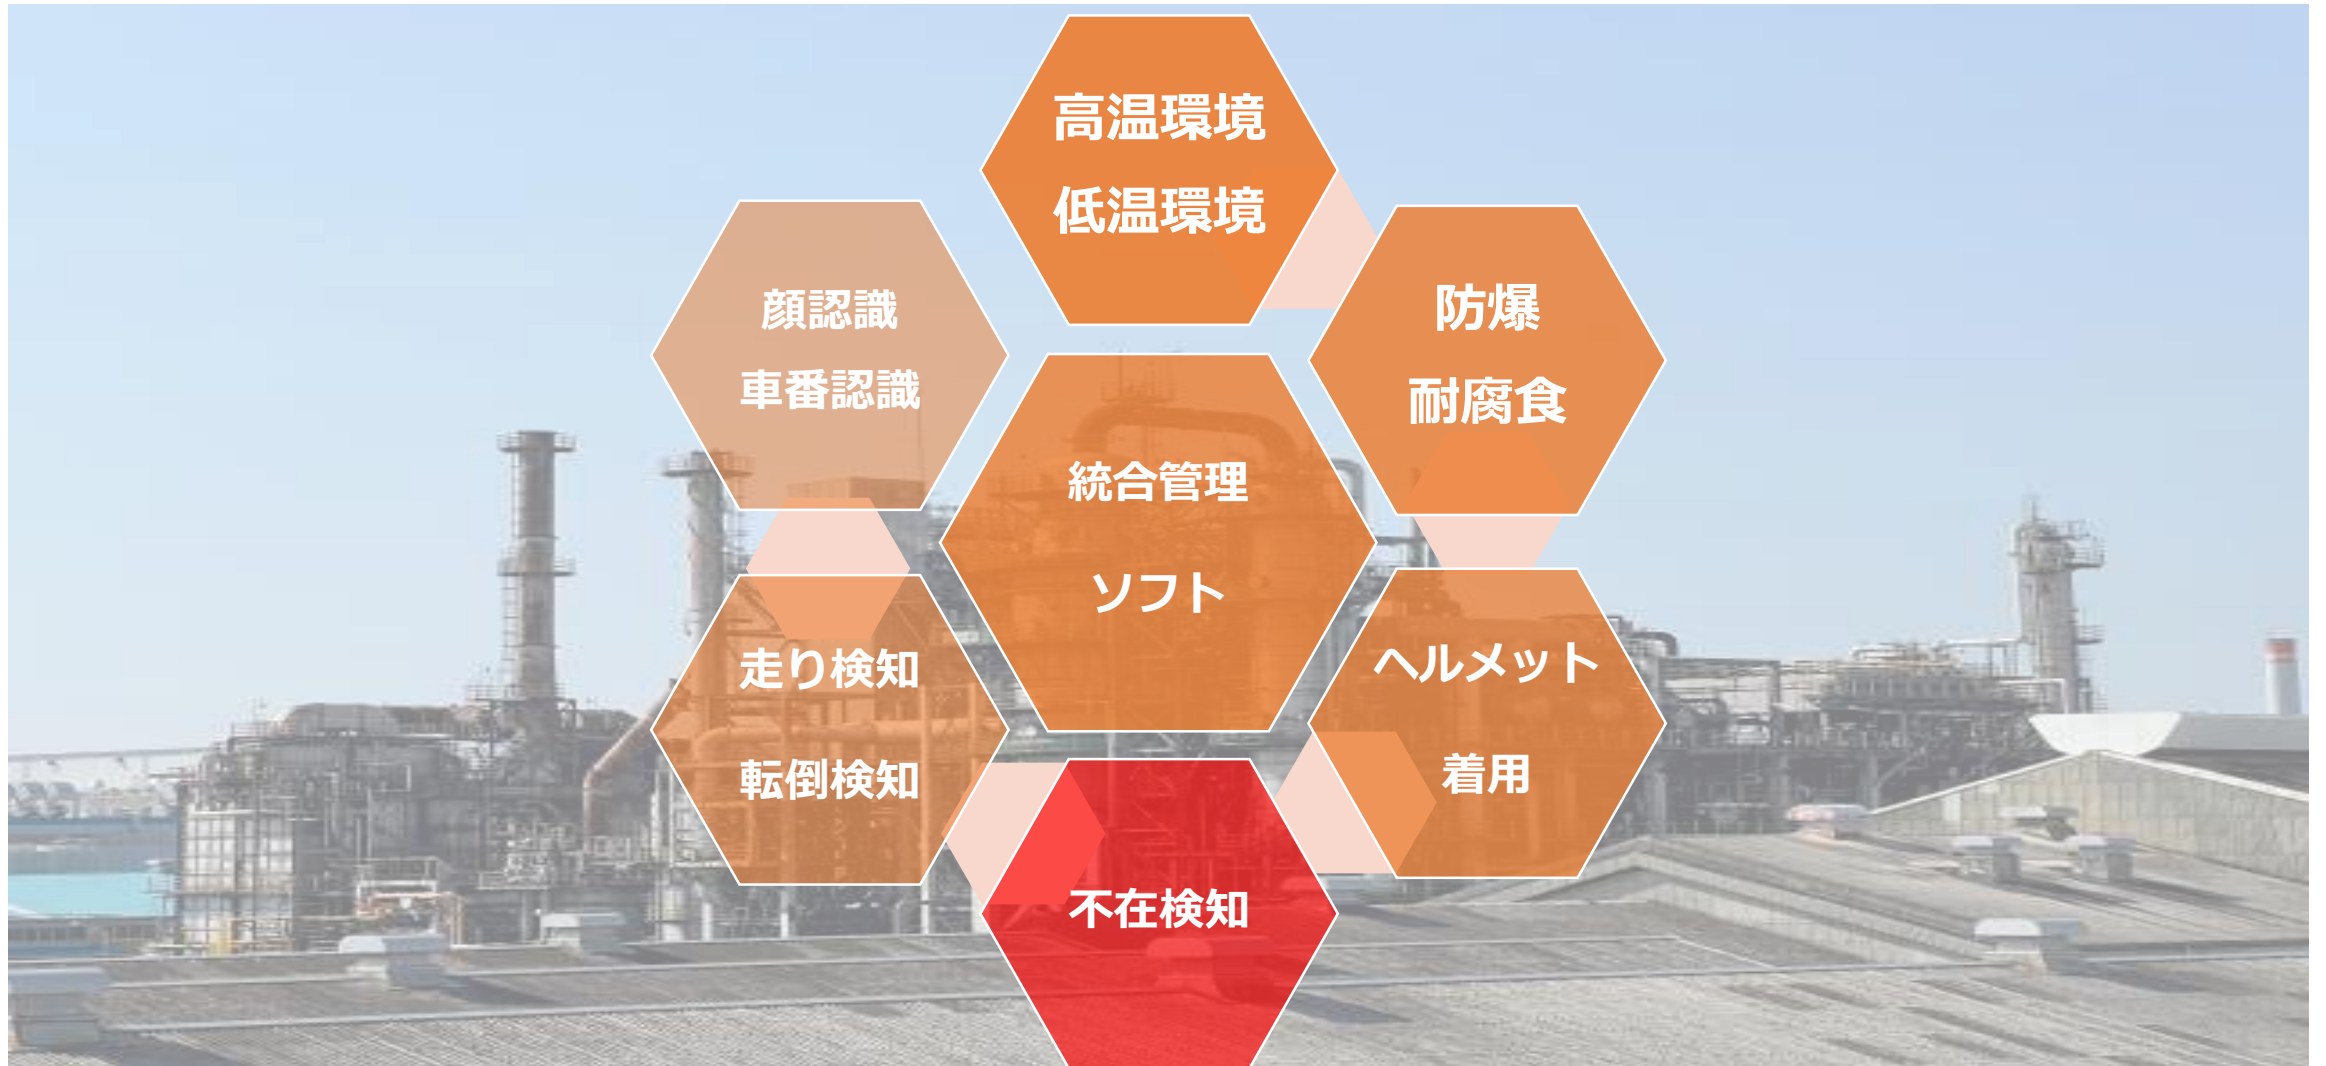 高温環境
低温環境
顔認識
車番認識
防爆
耐腐食
統合管理
ソフト
走り検知
転倒検知
ヘルメット
着用
不在検知